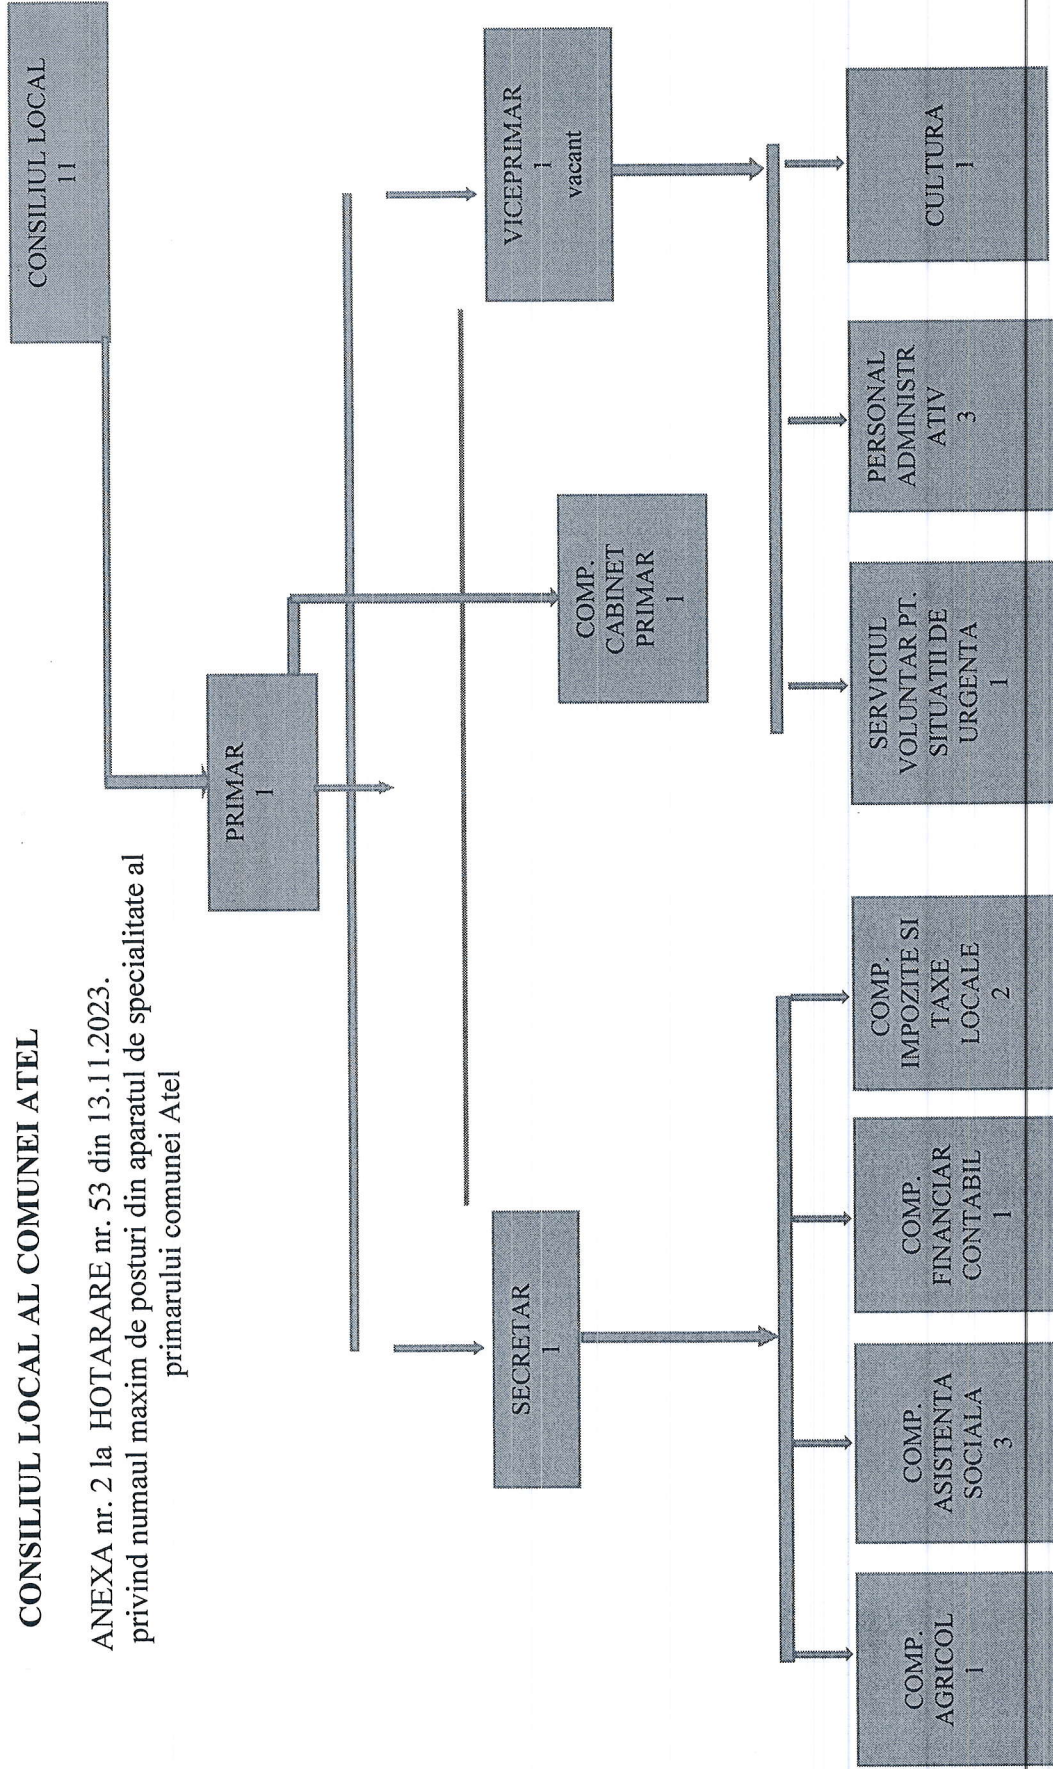 CONSILIUL LOCAL AL COMUNEI ATEL
ANEXA nr. 2 la HOTARARE nr. 53 din 13.11.2023.
privind numaul maxim de posturi din aparatul de specialitate al
primarului comunei Atel
CONSILIUL LOCAL
11
PRIMAR
1
SECRETAR
1
COMP.
CABINET
PRIMAR
1
VICEPRIMAR
1
vacant
COMP.
AGRICOL
1
COMP.
ASISTENTA
SOCIALA
3
COMP.
FINANCIAR
CONTABIL
1
COMP.
IMPOZITE SI
TAXE
LOCALE
2
SERVICIUL
VOLUNTAR PT.
SITUATII DE
URGENTA
1
PERSONAL
ADMINISTR
ATIV
3
CULTURA
1